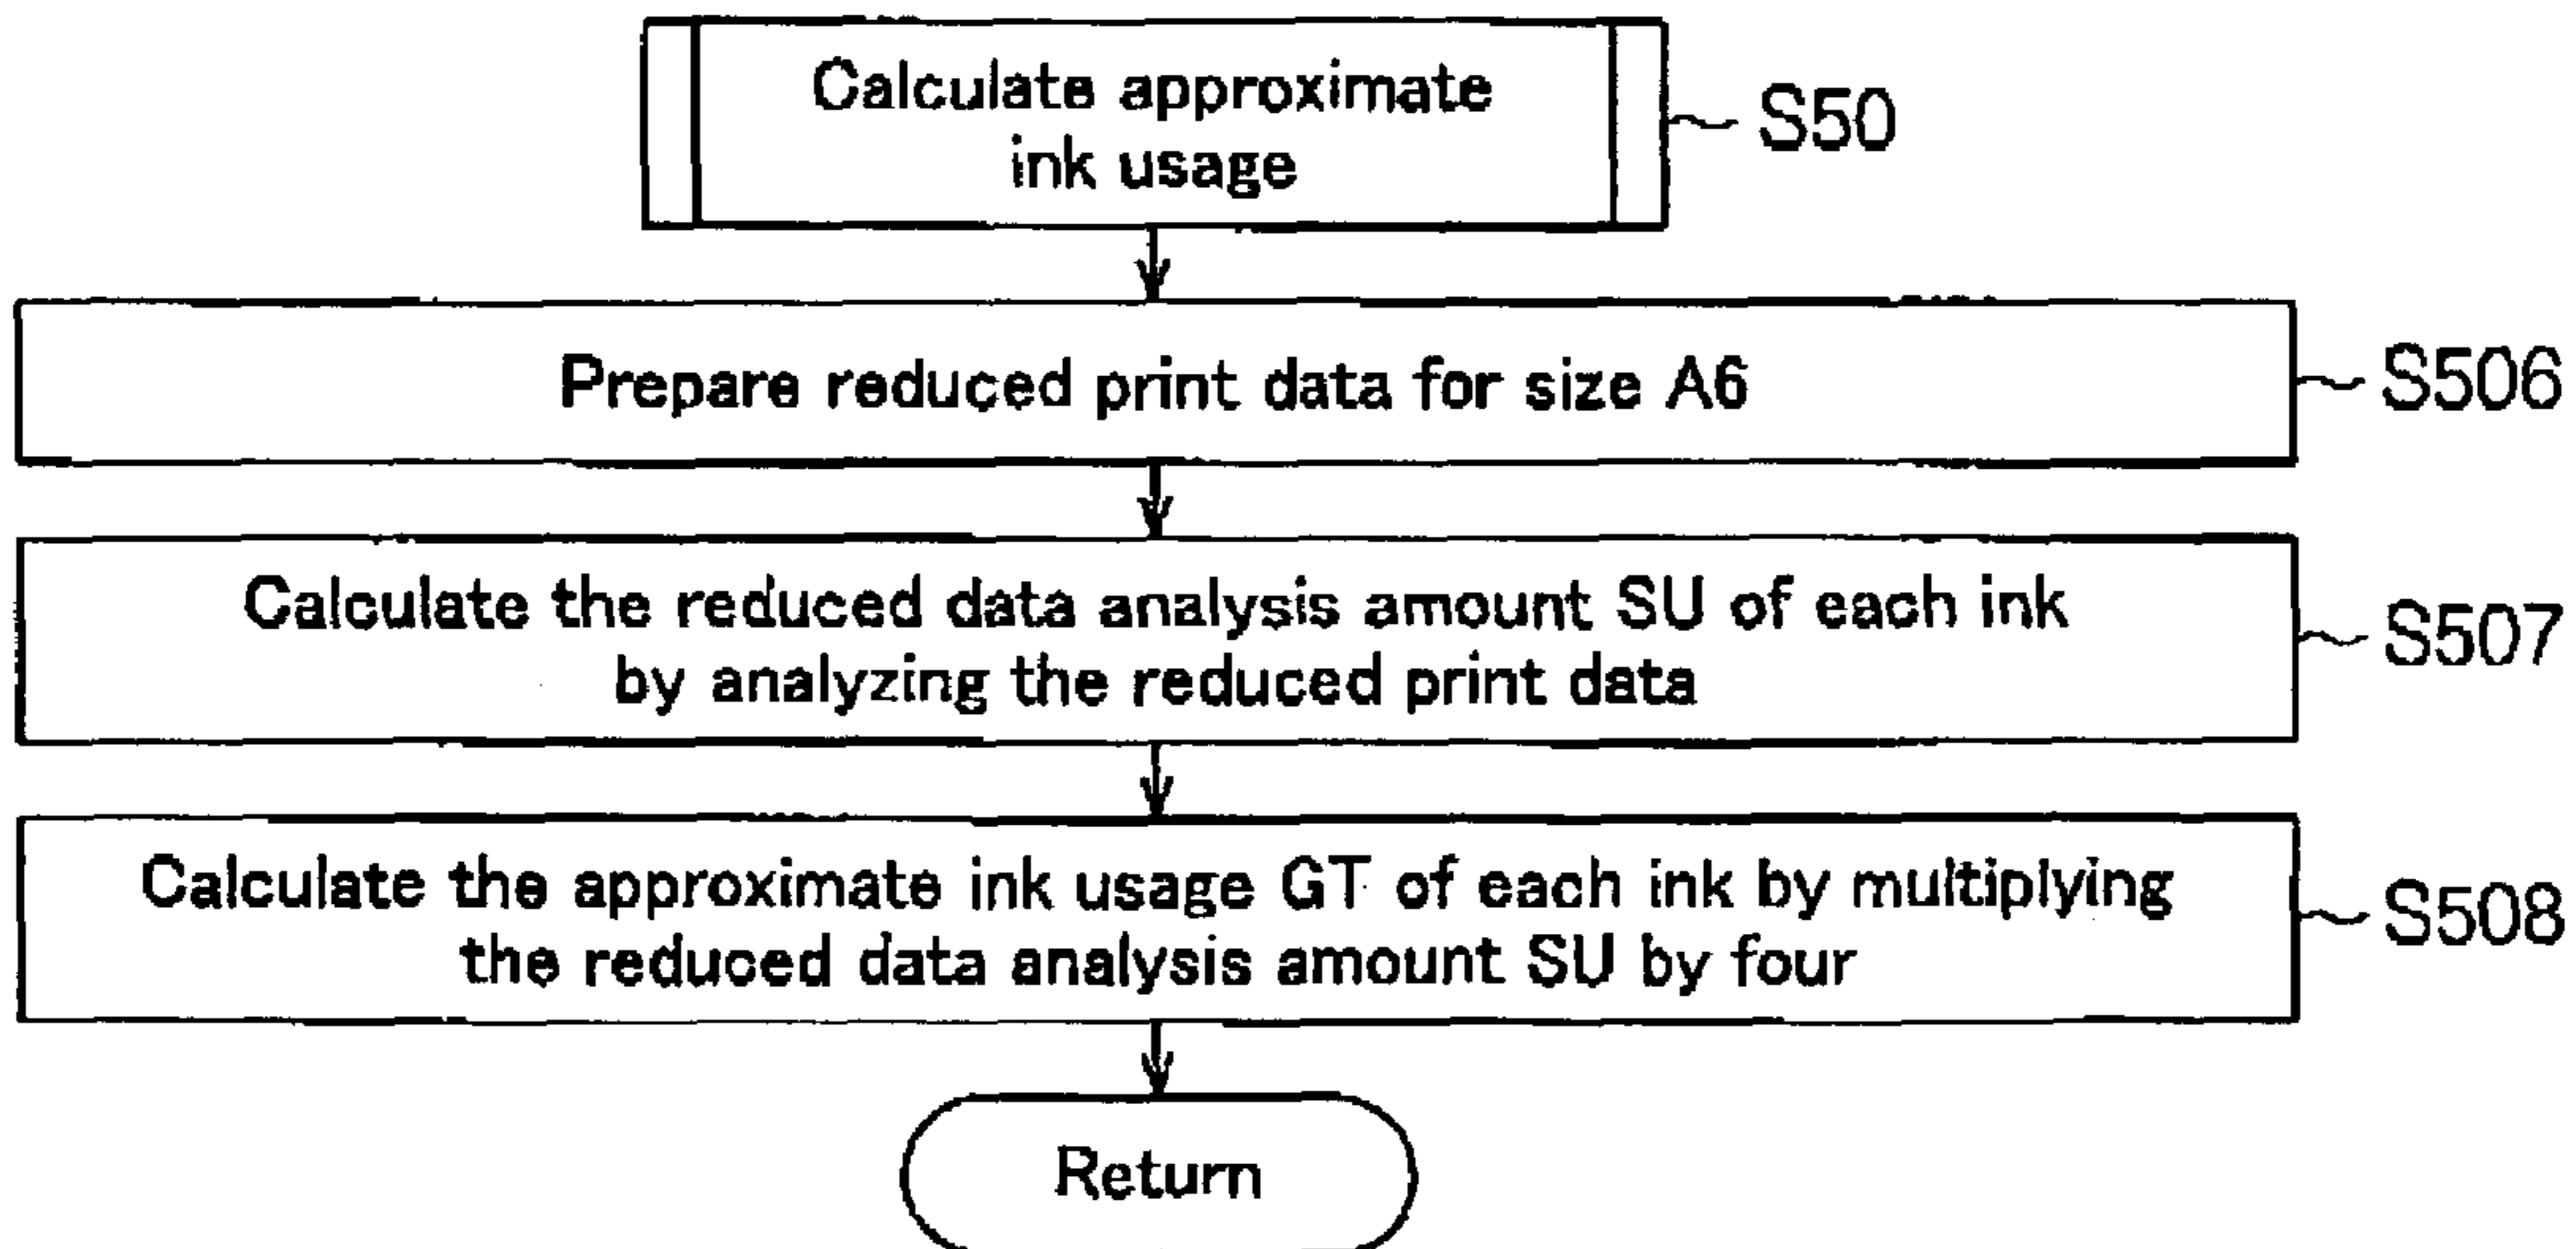 Calculate approximate
ink usage
S50
Prepare reduced print data for size A6
S506
Calculate the reduced data analysis amount SU of each ink
by analyzing the reduced print data
S507
Calculate the approximate ink usage GT of each ink by multiplying
the reduced data analysis amount SU by four
S508
Return